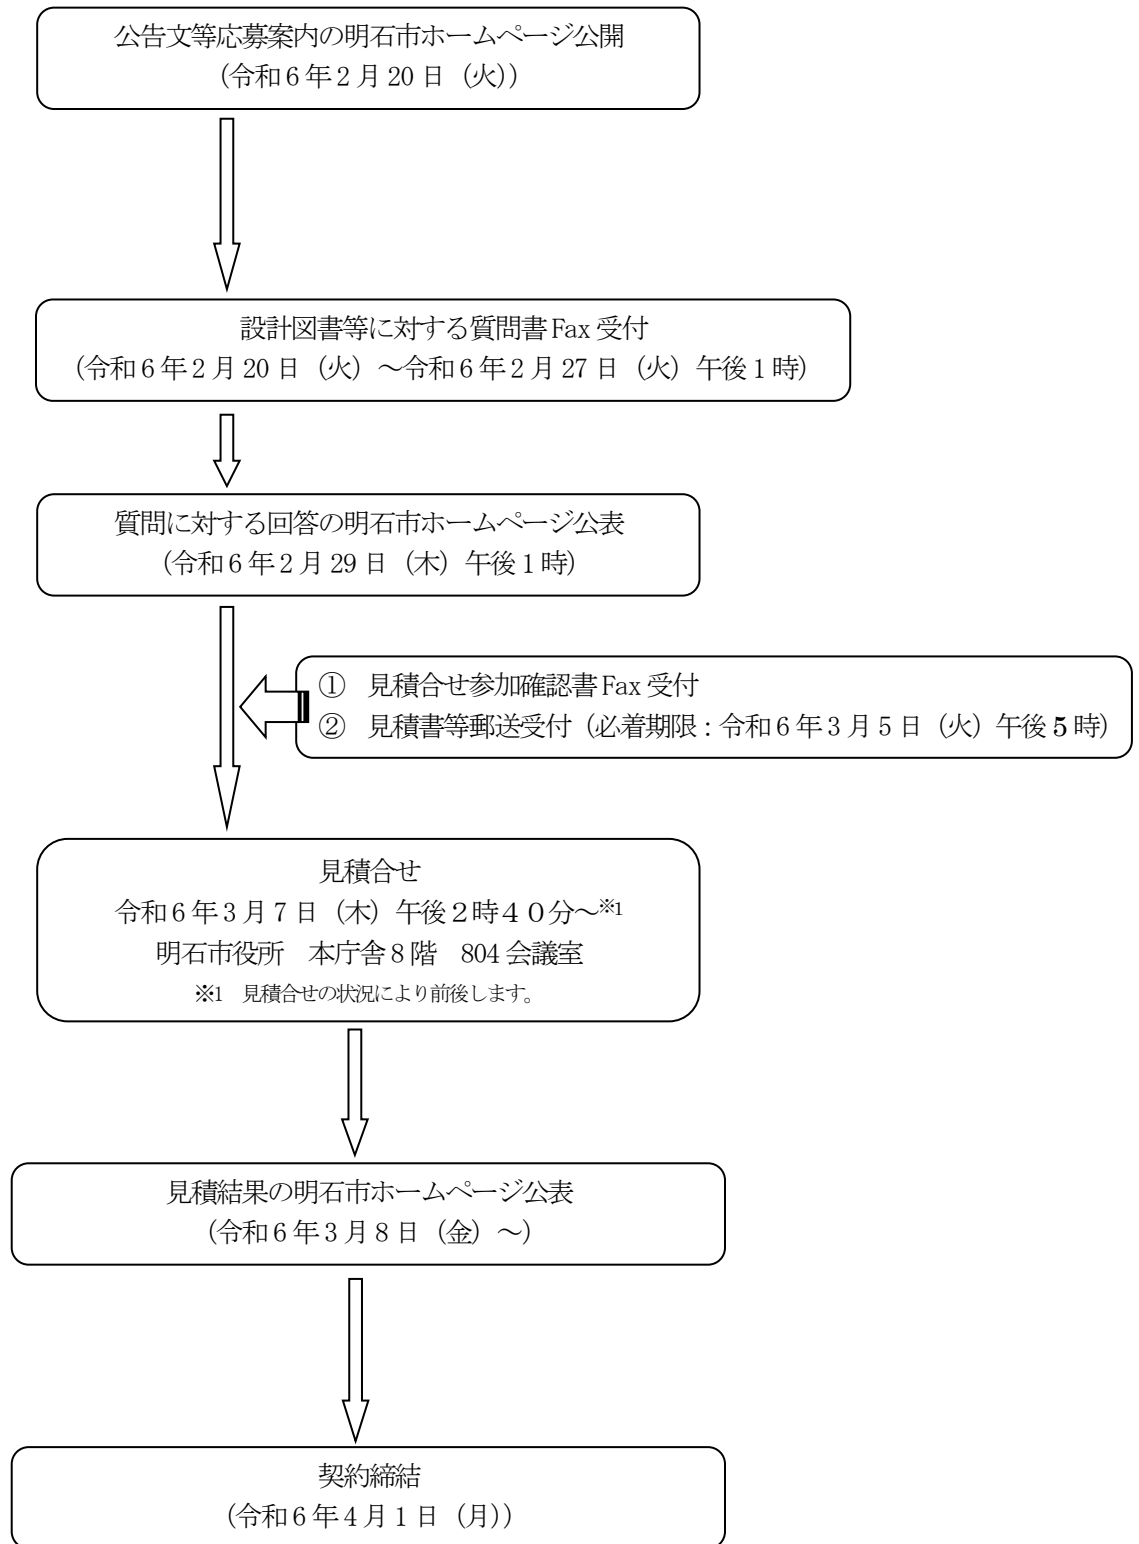 公告文等応募案内の明石市ホームページ公開
(令和6年2月20日（火）)
設計図書等に対する質問書Fax受付
(令和6年2月20日（火）～令和6年2月27日（火）午後1時)
質問に対する回答の明石市ホームページ公表
(令和6年2月29日（木）午後1時)
①　見積合せ参加確認書Fax受付
②　見積書等郵送受付（必着期限：令和6年3月5日（火）午後5時）
見積合せ
令和6年3月7日（木）午後２時４０分～※1
明石市役所　本庁舎8階　804会議室
※1　見積合せの状況により前後します。
見積結果の明石市ホームページ公表
(令和6年3月8日（金）～)
契約締結
(令和6年4月1日（月）)